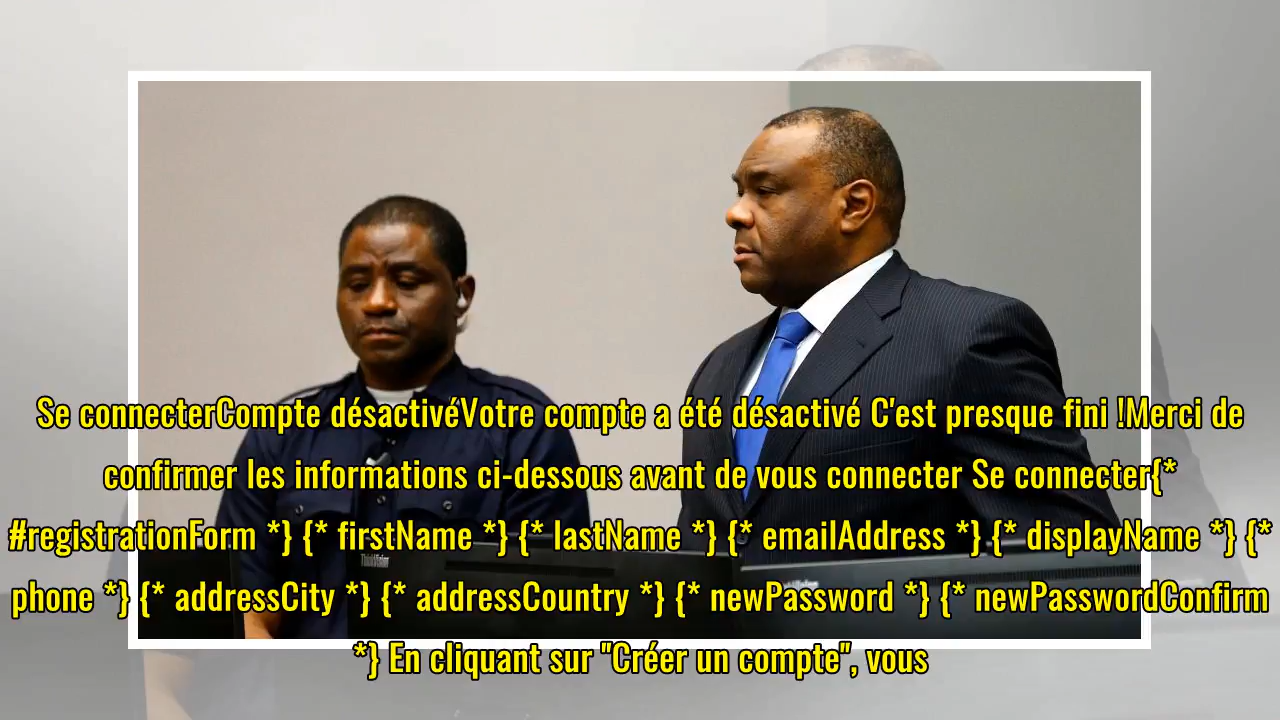 Se connecterCompte désactivéVotre compte a été désactivé C'est presque fini !Merci de
confirmer les informations ci-dessous avant de vous connecter Se connecter{*
#registrationForm *} {* firstName *} {* lastName *} {* emailAddress *} {* displayName *} {*
phone *} {* addressCity *} {* addressCountry *} {* newPassword *} {* newPasswordConfirm
*} En cliquant sur "Créer un compte", vous
ThinkVision